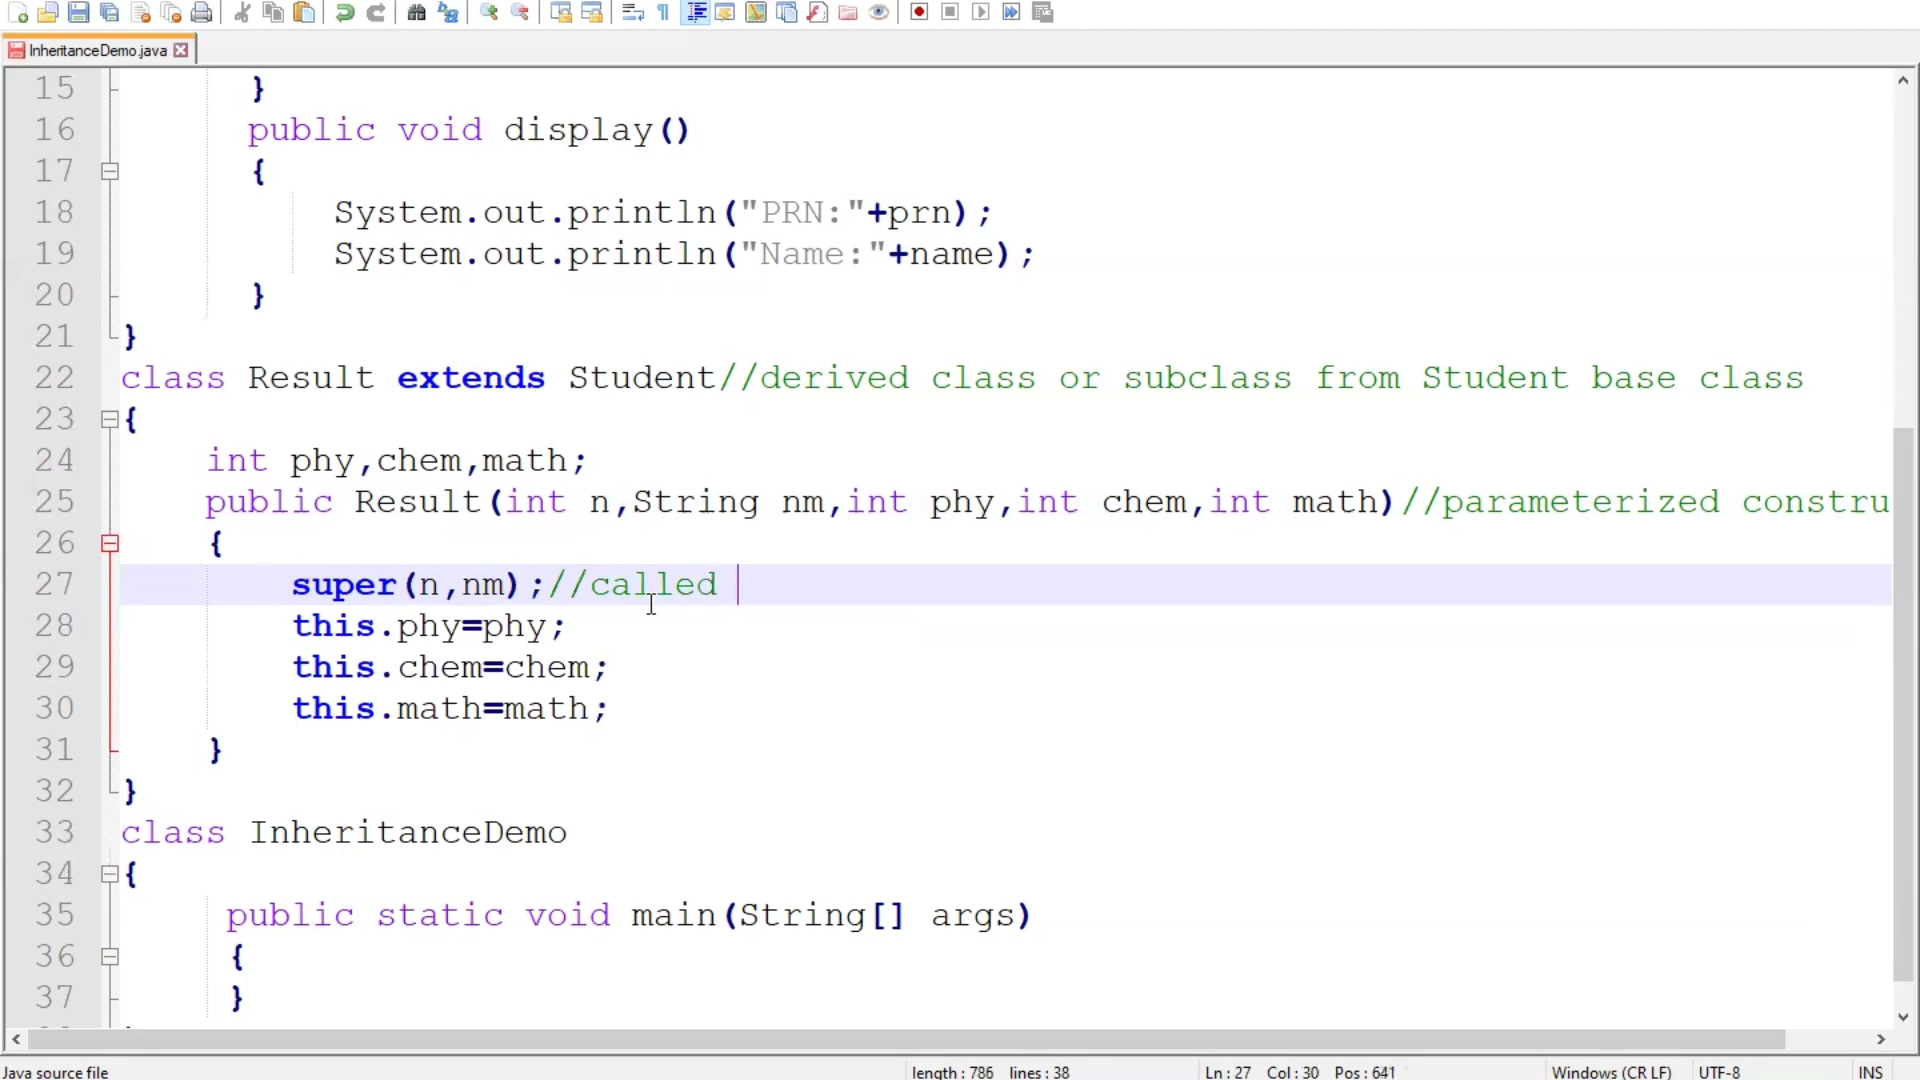 InheritanceDemo.java
15 }
16 public void display()
17 {
18 System.out.println("PRN:"+prn);
19 System.out.println("Name:"+name);
20 }
21 }
22 class Result extends Student//derived class or subclass from Student base class
23 {
24 int phy,chem,math;
25 public Result(int n,String nm,int phy,int chem,int math)//parameterized constru
26 {
27 super(n,nm);//called
28 this.phy=phy;
29 this.chem=chem;
30 this.math=math;
31 }
32 }
33 class InheritanceDemo
34 {
35 public static void main(String[] args)
36 {
37 }
Java source file length : 786 lines : 38 Ln : 27 Col : 30 Pos : 641 Windows (CR LF) UTF-8 INS